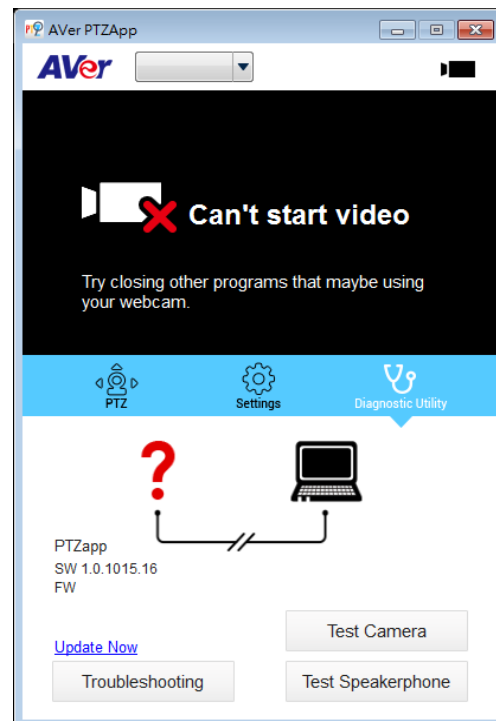 AVer PTZApp
AVer
Can't start video
Try closing other programs that maybe using
your webcam.
PTZ
Settings
Diagnostic Utility
?
PTZapp
SW 1.0.1015.16
FW
Update Now
Test Camera
Troubleshooting
Test Speakerphone